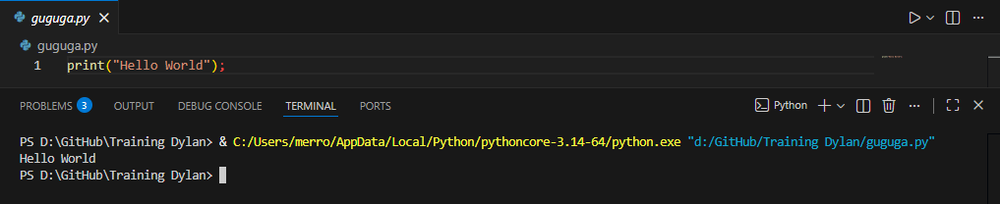 guguga.py
guguga.py
1 print("Hello World");
PROBLEMS 3 OUTPUT DEBUG CONSOLE TERMINAL PORTS Python
PS D:\GitHub\Training Dylan> & C:/Users/merro/AppData/Local/Python/pythoncore-3.14-64/python.exe "d:/GitHub/Training Dylan/guguga.py"
Hello World
PS D:\GitHub\Training Dylan>